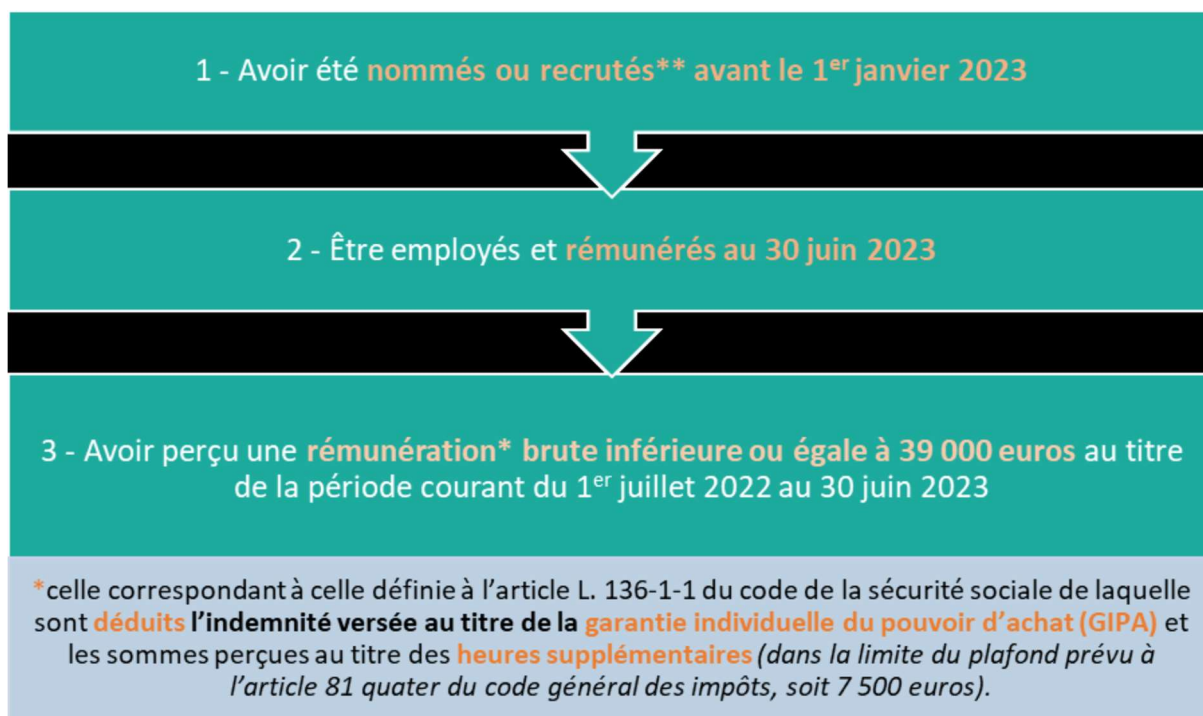 1 - Avoir été nommés ou recrutés** avant le 1er janvier 2023
2 - Être employés et rémunérés au 30 juin 2023
3 - Avoir perçu une rémunération* brute inférieure ou égale à 39 000 euros au titre
de la période courant du 1er juillet 2022 au 30 juin 2023
*celle correspondant à celle définie à l’article L. 136-1-1 du code de la sécurité sociale de laquelle
sont déduits l’indemnité versée au titre de la garantie individuelle du pouvoir d’achat (GIPA) et
les sommes perçues au titre des heures supplémentaires (dans la limite du plafond prévu à
l’article 81 quater du code général des impôts, soit 7 500 euros).